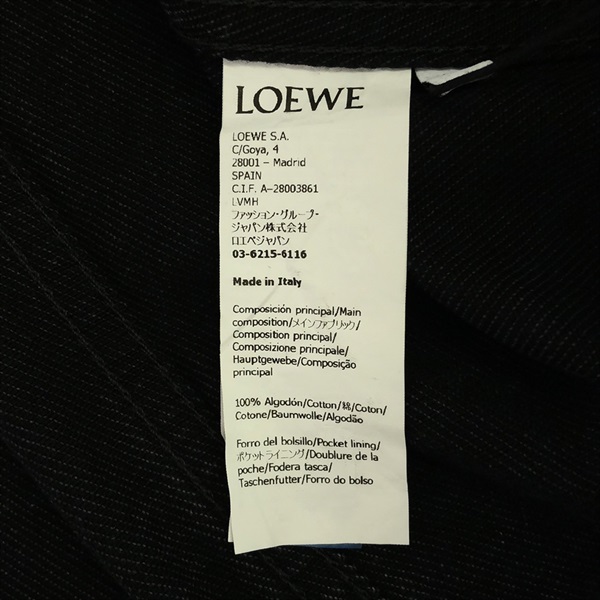 LOEWE
LOEWE S.A.
C/Goya, 4
28001 – Madrid
SPAIN
C.I.F. A–28003861
LVMH
ファッション・グループ・
ジャパン株式会社
ロエベジャパン
03-6215-6116
Made in Italy
Composición principal/Main
composition/メインファブリック/
Composition principal/
Composizione principale/
Hauptgewebe/Composição
principal
100% Algodón/Cotton/綿/Coton/
Cotone/Baumwolle/Algodão
Forro del bolsillo/Pocket lining/
ポケットライニング/Doublure de la
poche/Fodera tasca/
Taschenfutter/Forro do bolso